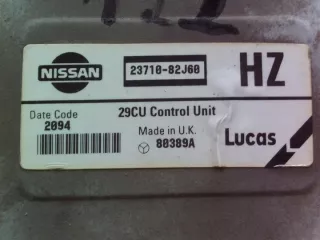 NISSAN
23710-82J60
HZ
29CU Control Unit
Date Code
2094
Made in U.K.
80389A
Lucas